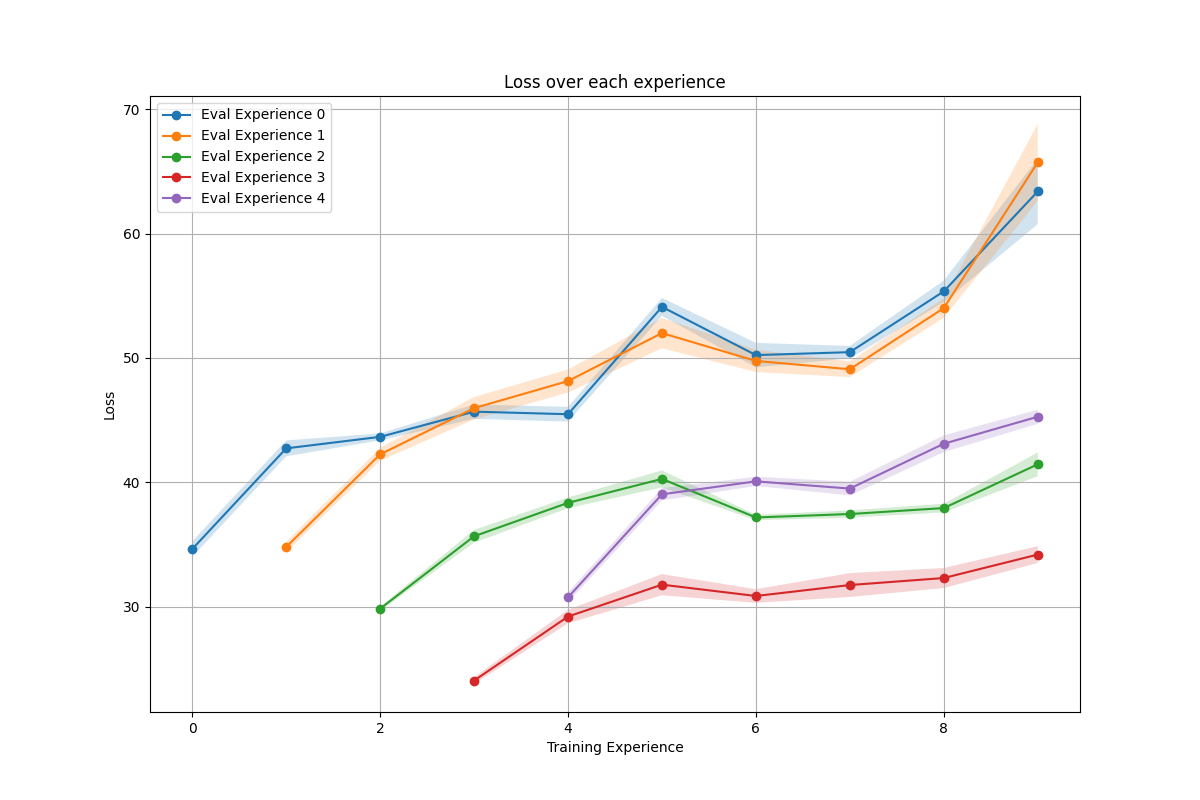 Loss over each experience
Eval Experience 0
Eval Experience 1
Eval Experience 2
Eval Experience 3
Eval Experience 4
70
60
50
40
30
Loss
0 2 4 6 8
Training Experience